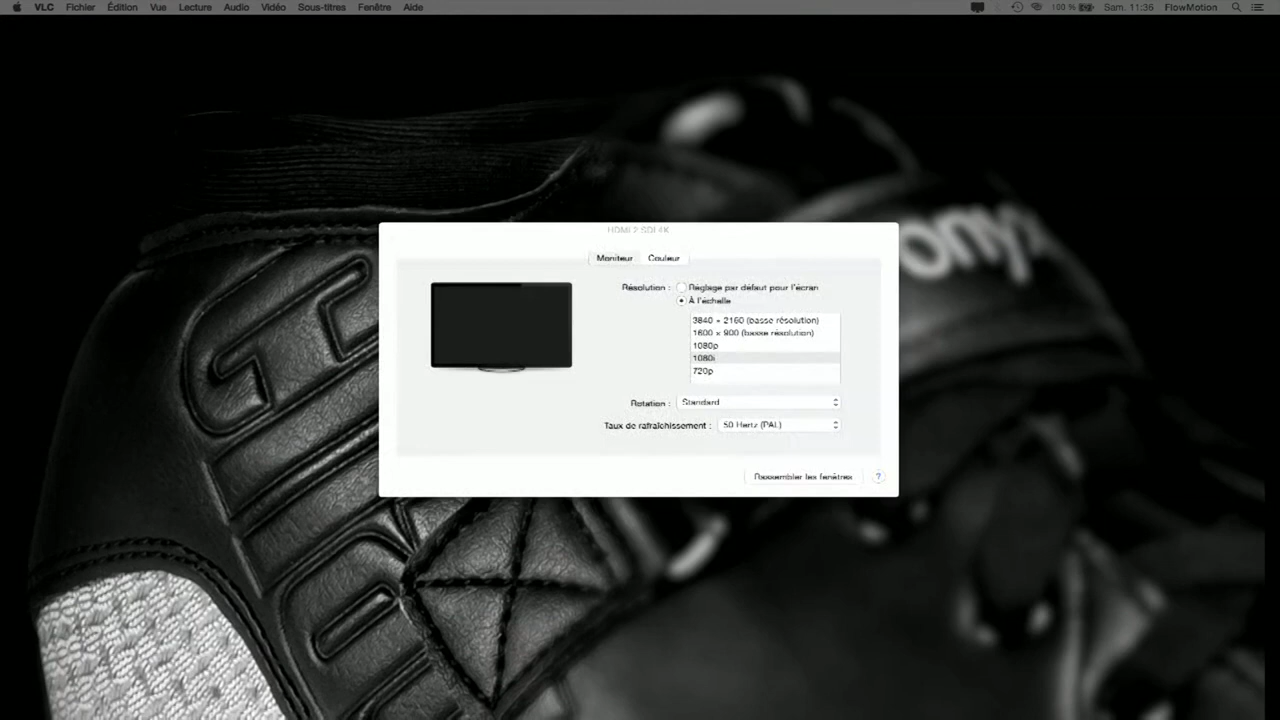 VLC Fichier Édition Vue Lecture Audio Vidéo Sous-titres Fenêtre Aide 100 % Sam. 11:36 FlowMotion
HDMI 2 SDI 4K
Moniteur Couleur
Résolution : Réglage par défaut pour l'écran
À l'échelle
3840 × 2160 (basse résolution)
1600 × 900 (basse résolution)
1080p
1080i
720p
Rotation : Standard
Taux de rafraîchissement : 50 Hertz (PAL)
Rassembler les fenêtres ?